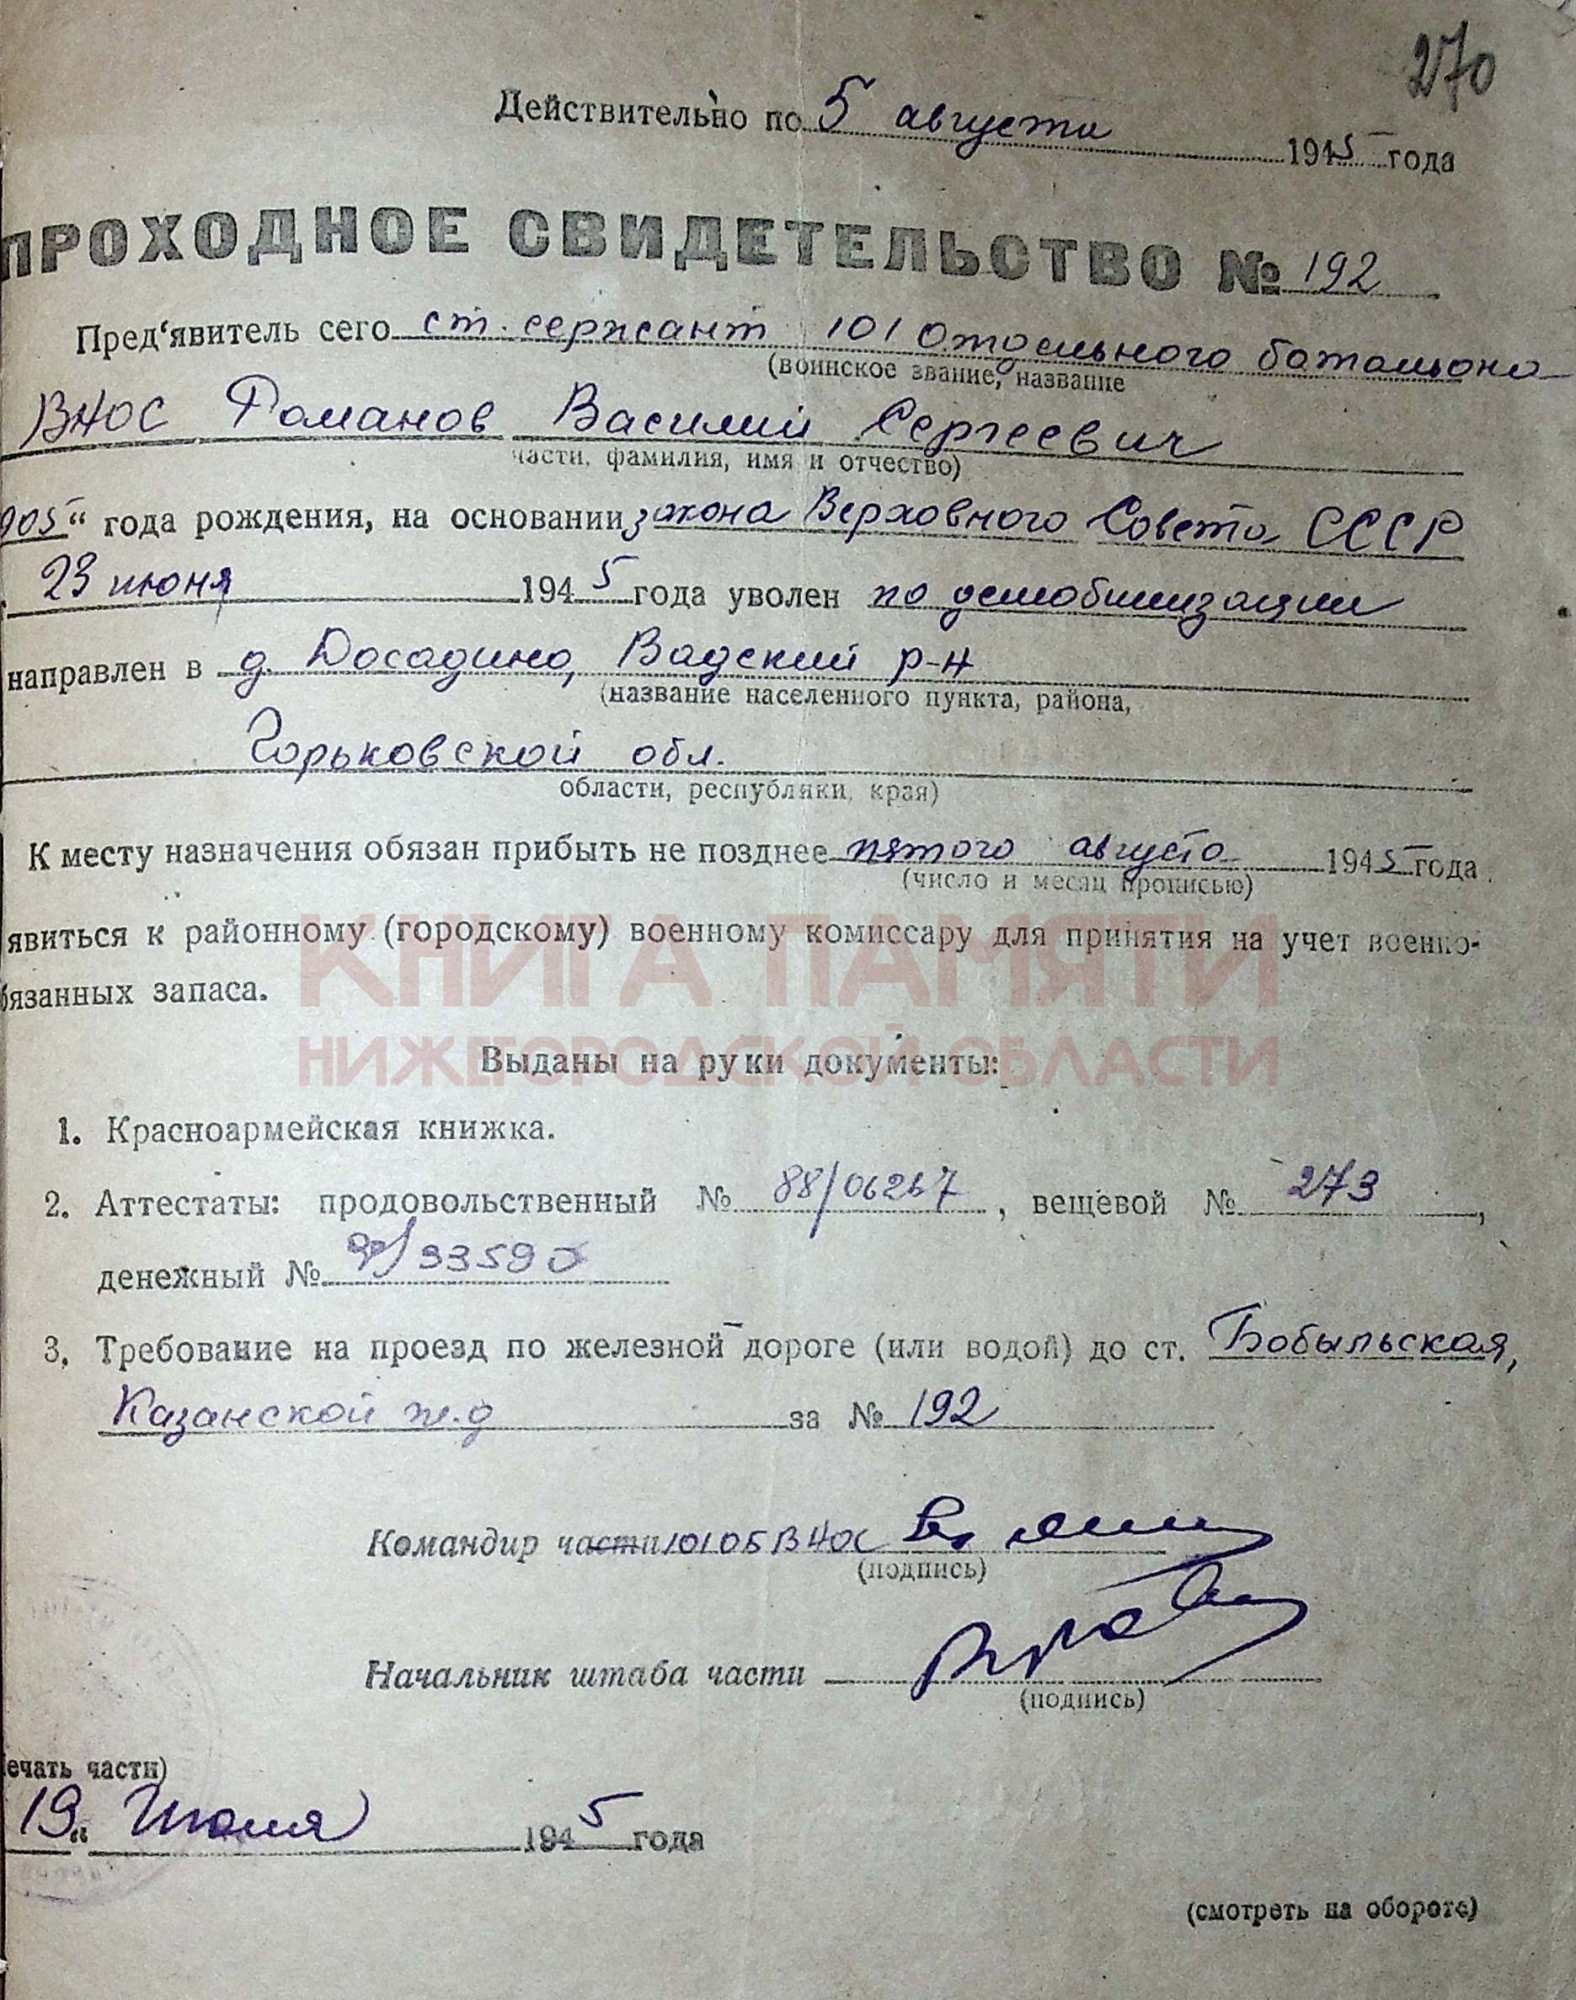 270
Действительно по 5 августа 1945 года
ПРОХОДНОЕ СВИДЕТЕЛЬСТВО № 192
Пред‘явитель сего ст. сержант 101 Отдельного батальона
(воинское звание, название
ВНОС Романов Василий Сергеевич
части, фамилия, имя и отчество)
905“ года рождения, на основании закона Верховного Совета СССР
23 июня 1945 года уволен по демобилизации
направлен в д. Досадино, Вадский р-н
(название населенного пункта, района,
Горьковской обл.
области, республики, края)
К месту назначения обязан прибыть не позднее пятого августа 1945 года
(число и месяц прописью)
явиться к районному (городскому) военному комиссару для принятия на учет военно-
бязанных запаса.
КНИГА ПАМЯТИ
НИЖЕГОРОДСКОЙ ОБЛАСТИ
Выданы на руки документы:
1. Красноармейская книжка.
2. Аттестаты: продовольственный № 88/06267, вещевой № 273,
денежный №
3. Требование на проезд по железной дороге (или водой) до ст. Бобыльская,
Казанской ж.д за № 192
Командир части 101 ОБВНОС
(подпись)
Начальник штаба части
(подпись)
ечать части)
19“ Июля 1945 года
(смотреть на обороте)